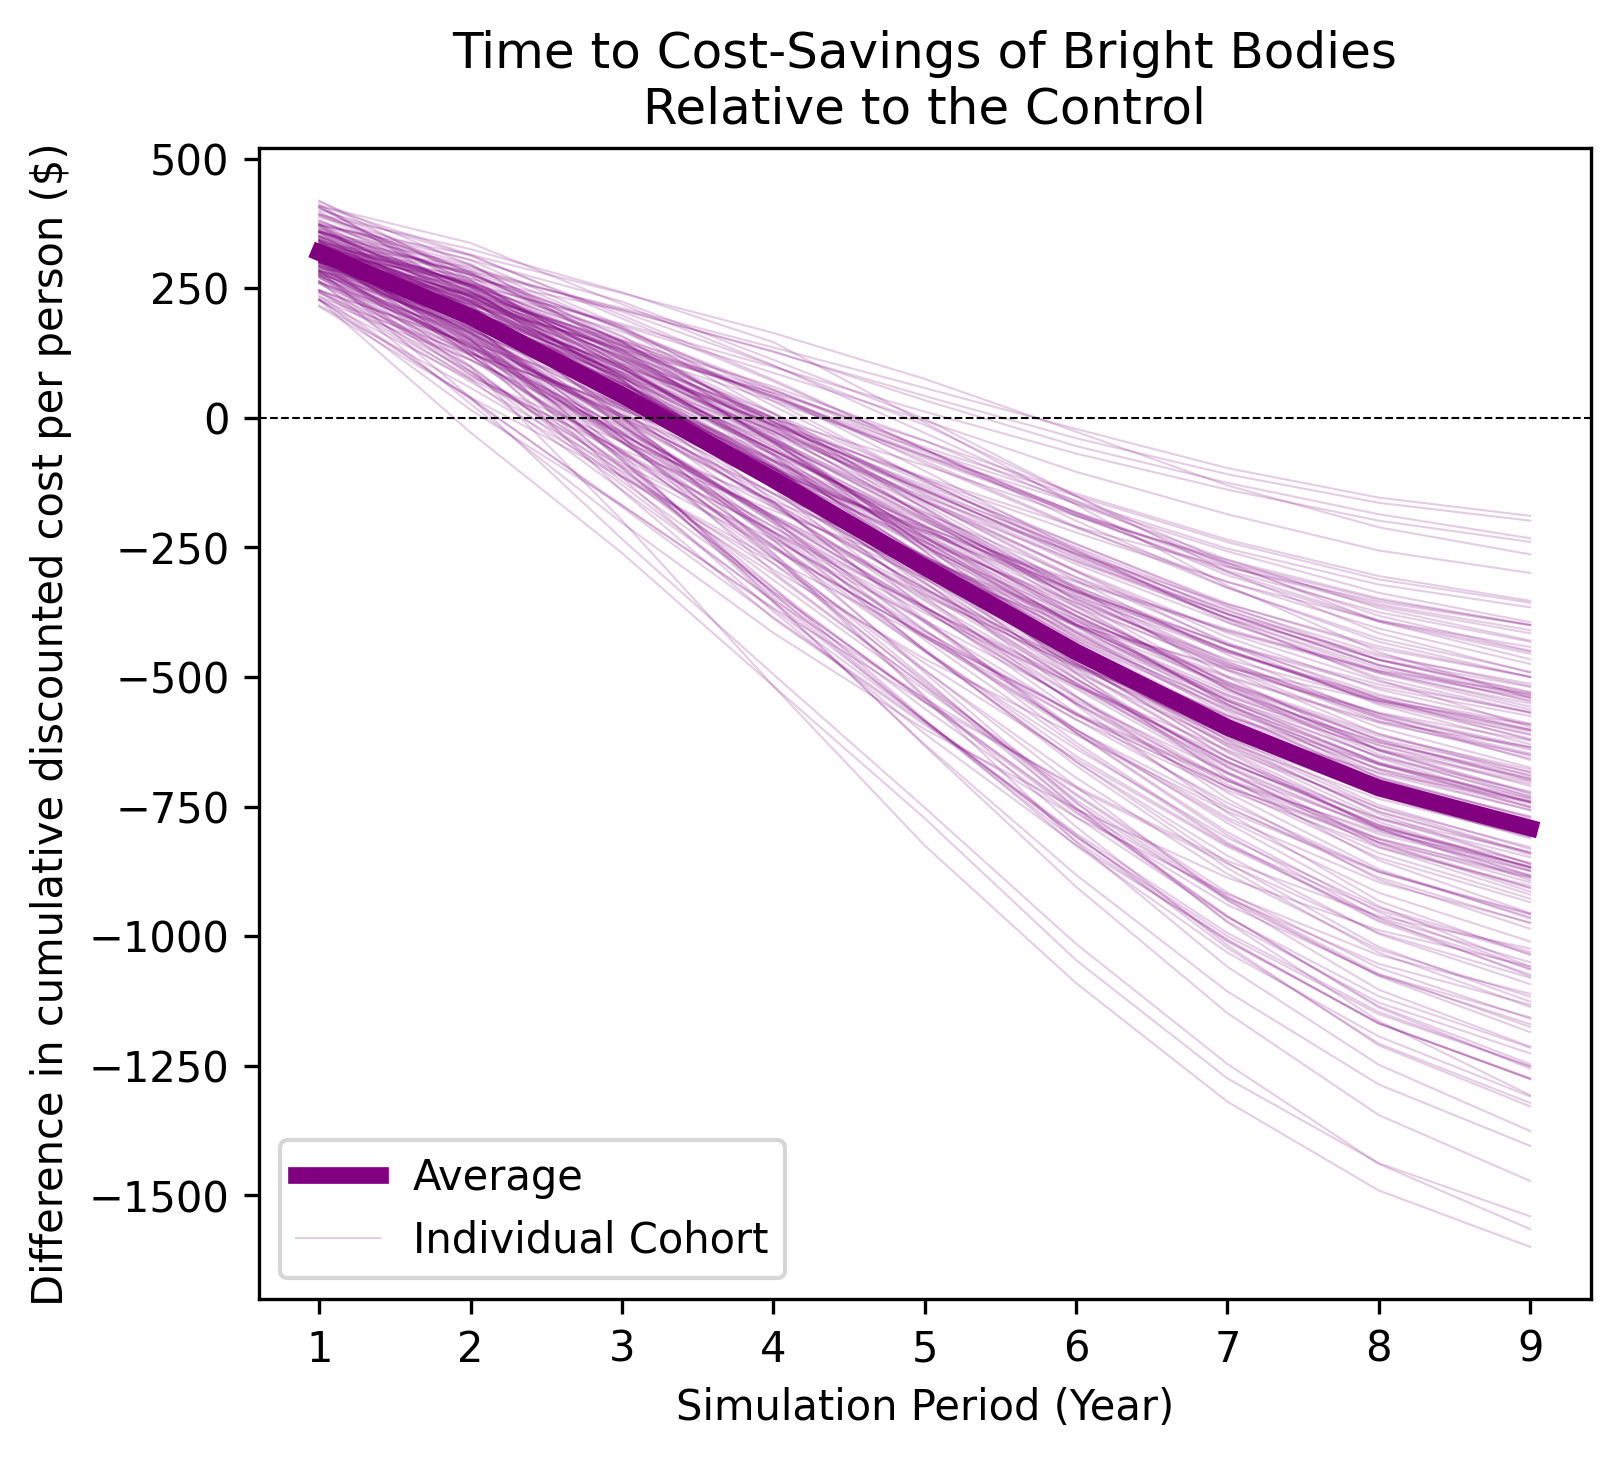 Time to Cost-Savings of Bright Bodies
Relative to the Control
Difference in cumulative discounted cost per person ($)
500
250
0
−250
−500
−750
−1000
−1250
−1500
Average
Individual Cohort
1 2 3 4 5 6 7 8 9
Simulation Period (Year)